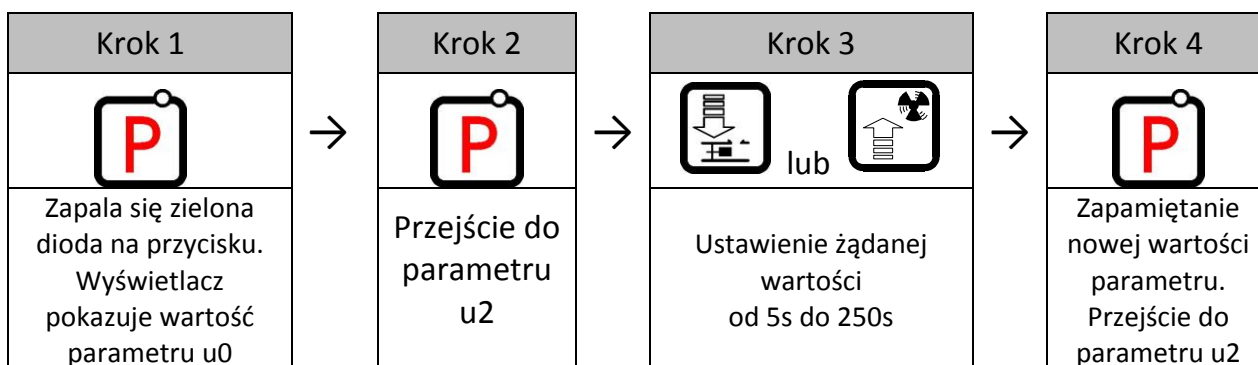 Krok 1
P
Zapala się zielona
dioda na przycisku.
Wyświetlacz
pokazuje wartość
parametru u0
Krok 2
P
Przejście do
parametru
u2
Krok 3
lub
Ustawienie żądanej
wartości
od 5s do 250s
Krok 4
P
Zapamiętanie
nowej wartości
parametru.
Przejście do
parametru u2